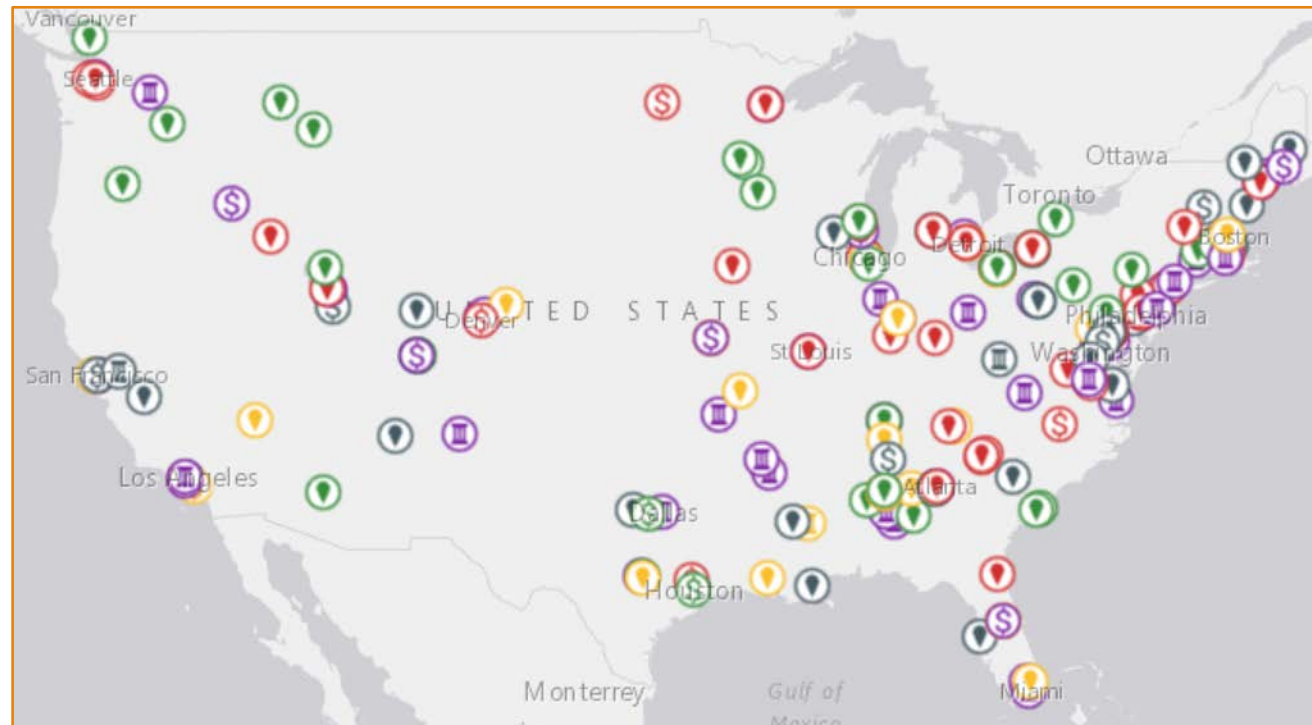 Vancouver
Seattle
Ottawa
Toronto
Boston
Detroit
Chicago
UNITED STATES
Denver
Philadelphia
St. Louis
Washington
San Francisco
Los Angeles
Atlanta
Dallas
Houston
Monterrey
Gulf of
Mexico
Miami